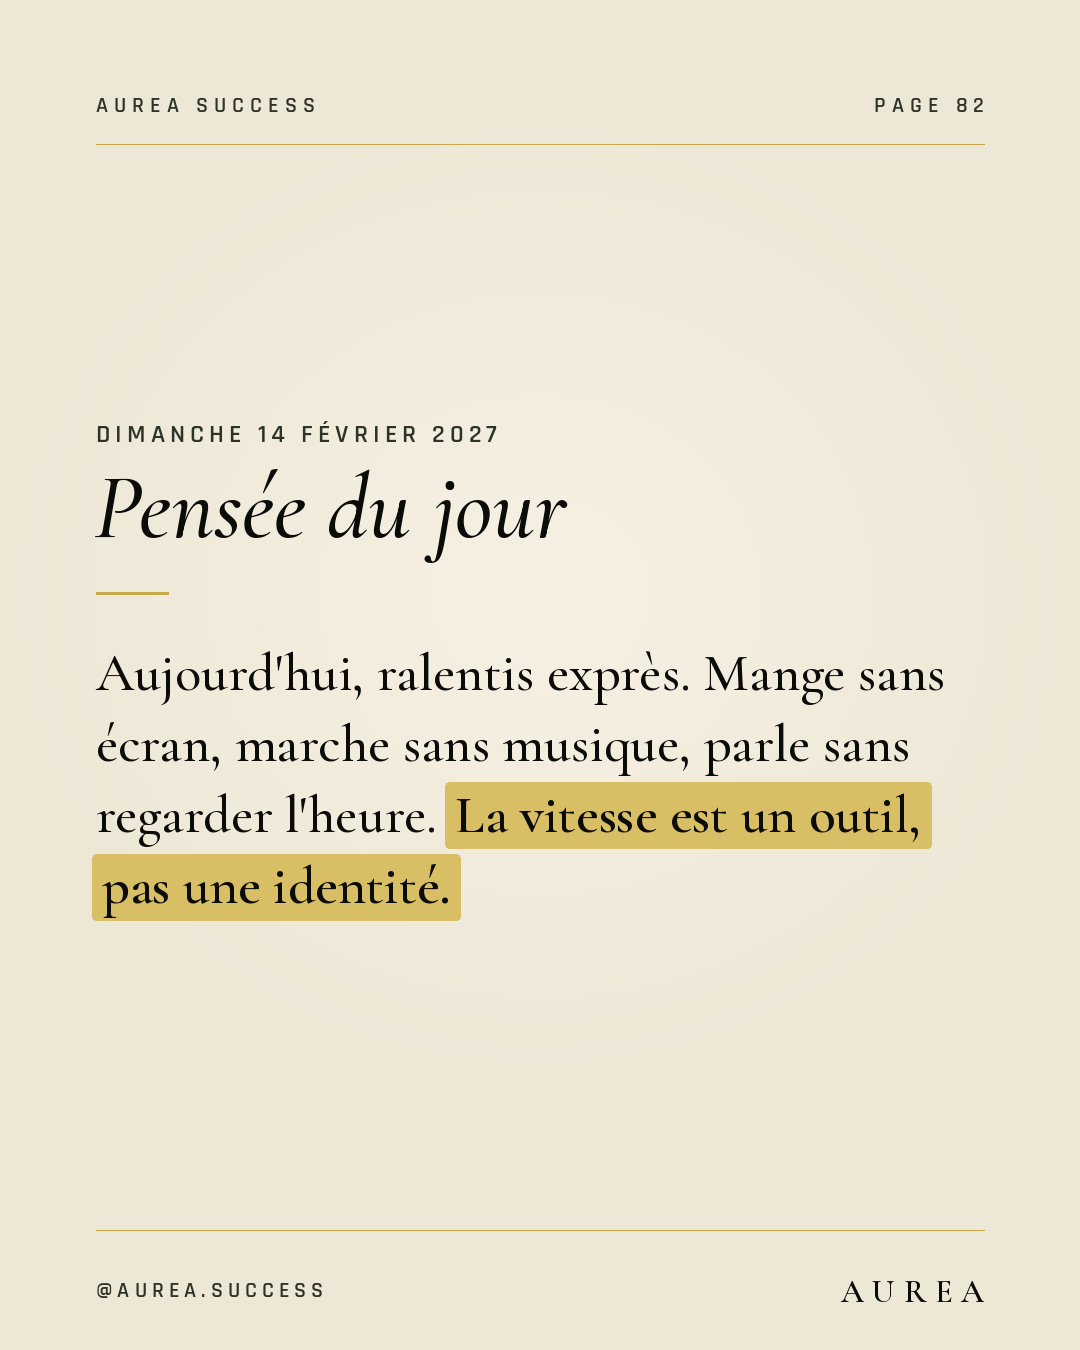 AUREA SUCCESS
PAGE 82
DIMANCHE 14 FÉVRIER 2027
Pensée du jour
Aujourd'hui, ralentis exprès. Mange sans
écran, marche sans musique, parle sans
regarder l'heure. La vitesse est un outil,
pas une identité.
@AUREA.SUCCESS
AUREA